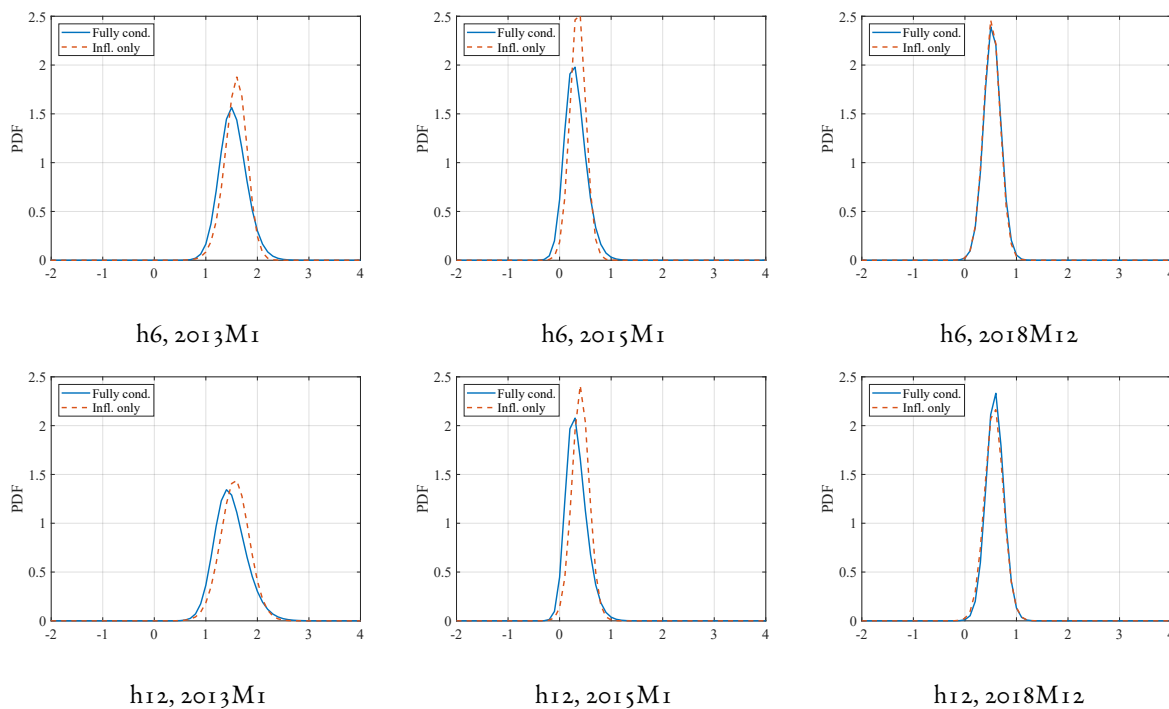 2.5
2
1.5
1
0.5
0
PDF
Fully cond.
Infl. only
-2 -1 0 1 2 3 4
h6, 2013M1
2.5
2
1.5
1
0.5
0
PDF
Fully cond.
Infl. only
-2 -1 0 1 2 3 4
h6, 2015M1
2.5
2
1.5
1
0.5
0
PDF
Fully cond.
Infl. only
-2 -1 0 1 2 3 4
h6, 2018M12
2.5
2
1.5
1
0.5
0
PDF
Fully cond.
Infl. only
-2 -1 0 1 2 3 4
h12, 2013M1
2.5
2
1.5
1
0.5
0
PDF
Fully cond.
Infl. only
-2 -1 0 1 2 3 4
h12, 2015M1
2.5
2
1.5
1
0.5
0
PDF
Fully cond.
Infl. only
-2 -1 0 1 2 3 4
h12, 2018M12